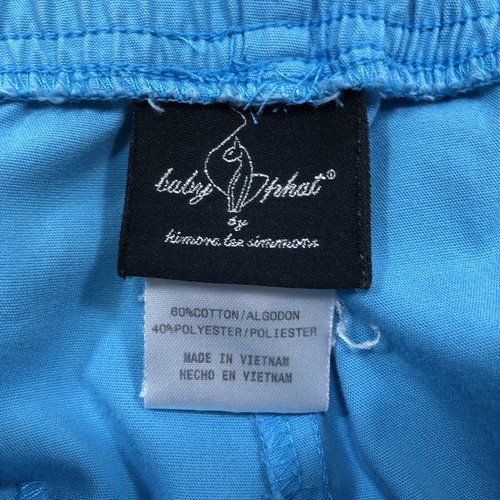 baby phat®
by
kimora lee simmons
60%COTTON/ALGODON
40%POLYESTER/POLIESTER
MADE IN VIETNAM
HECHO EN VIETNAM